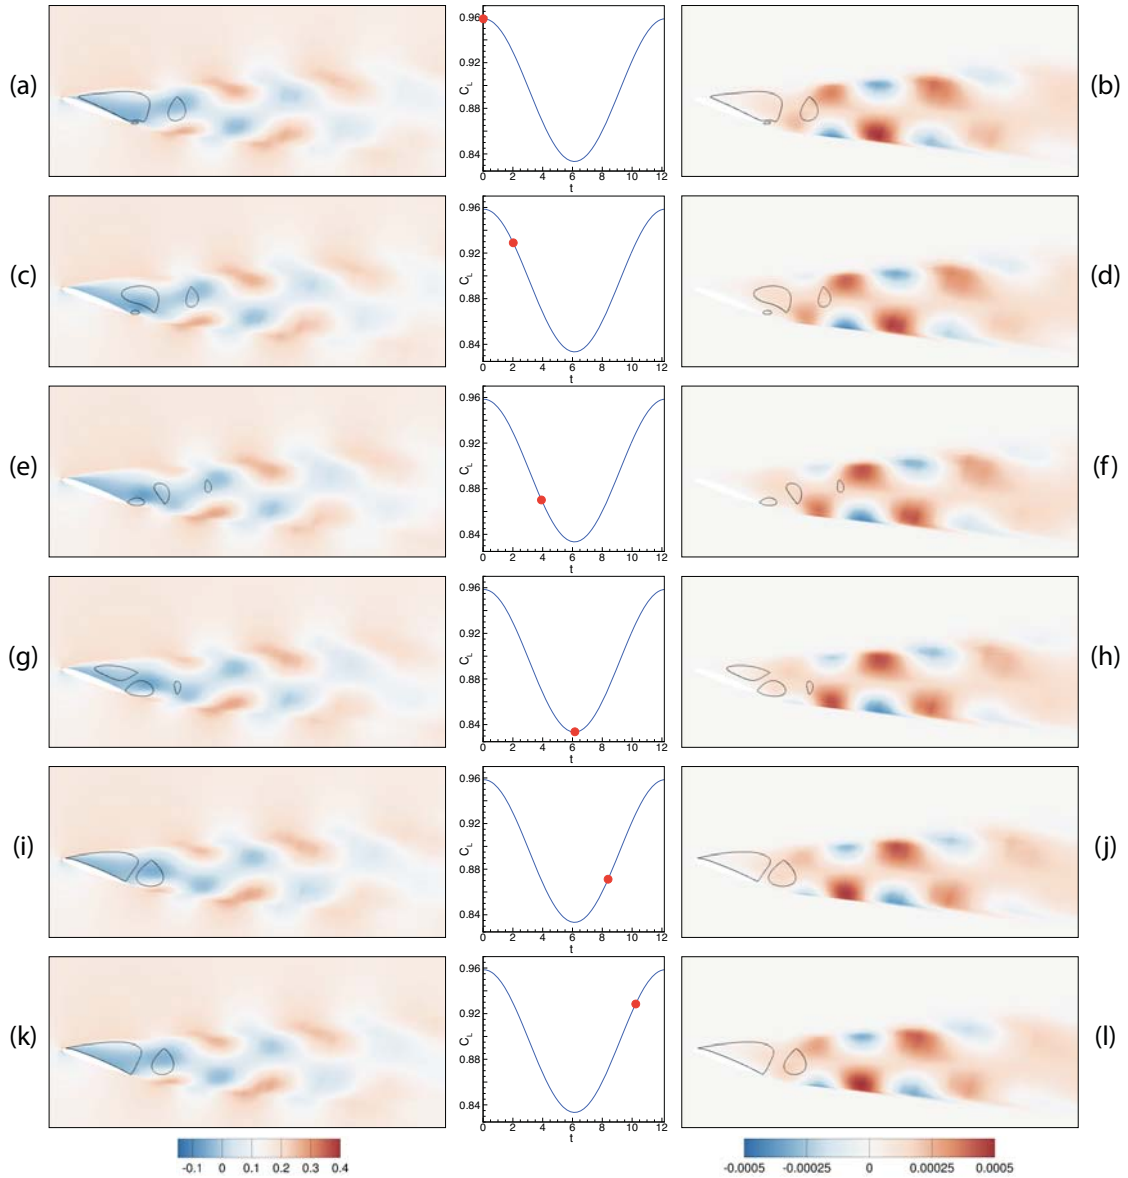 (a)
0.96
0.92
0.88
0.84
C_L
0 2 4 6 8 10 12
t
(b)
(c)
0.96
0.92
0.88
0.84
C_L
0 2 4 6 8 10 12
t
(d)
(e)
0.96
0.92
0.88
0.84
C_L
0 2 4 6 8 10 12
t
(f)
(g)
0.96
0.92
0.88
0.84
C_L
0 2 4 6 8 10 12
t
(h)
(i)
0.96
0.92
0.88
0.84
C_L
0 2 4 6 8 10 12
t
(j)
(k)
0.96
0.92
0.88
0.84
C_L
0 2 4 6 8 10 12
t
(l)
-0.1 0 0.1 0.2 0.3 0.4
-0.0005 -0.00025 0 0.00025 0.0005